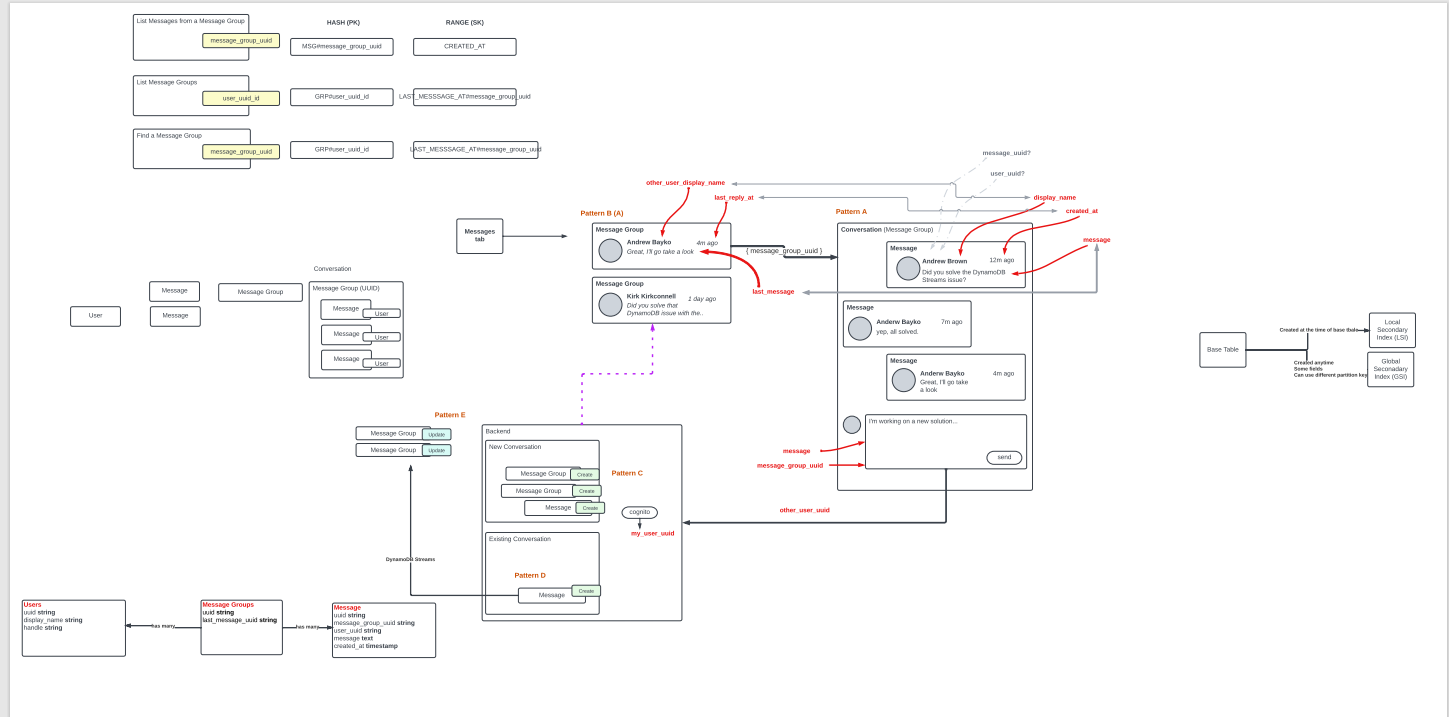 List Messages from a Message Group
message_group_uuid
HASH (PK)
RANGE (SK)
MSG#message_group_uuid
CREATED_AT
List Message Groups
user_uuid_id
GRP#user_uuid_id
LAST_MESSSAGE_AT#message_group_uuid
Find a Message Group
message_group_uuid
GRP#user_uuid_id
LAST_MESSSAGE_AT#message_group_uuid
message_uuid?
user_uuid?
other_user_display_name
last_reply_at
display_name
created_at
message
Messages
tab
Pattern B (A)
Message Group
Andrew Bayko
4m ago
Great, I'll go take a look
Message Group
Kirk Kirkconnell
1 day ago
Did you solve that
DynamoDB issue with the..
{ message_group_uuid }
last_message
Pattern A
Conversation (Message Group)
Message
Andrew Brown
12m ago
Did you solve the DynamoDB
Streams issue?
Message
Anderw Bayko
7m ago
yep, all solved.
Message
Anderw Bayko
4m ago
Great, I'll go take
a look
I'm working on a new solution...
send
message
message_group_uuid
other_user_uuid
Conversation
Message
Message Group
User
Message
Message Group (UUID)
Message
User
Message
User
Message
User
Base Table
Created at the time of base tbale
Local
Secondary
Index (LSI)
Created anytime
Some fields
Can use different partition key
Global
Seconadary
Index (GSI)
Pattern E
Message Group
Update
Message Group
Update
DynamoDB Streams
Backend
New Conversation
Message Group
Create
Message Group
Create
Message
Create
Pattern C
cognito
my_user_uuid
Existing Conversation
Pattern D
Message
Create
Users
uuid string
display_name string
handle string
has many
Message Groups
uuid string
last_message_uuid string
has many
Message
uuid string
message_group_uuid string
user_uuid string
message text
created_at timestamp